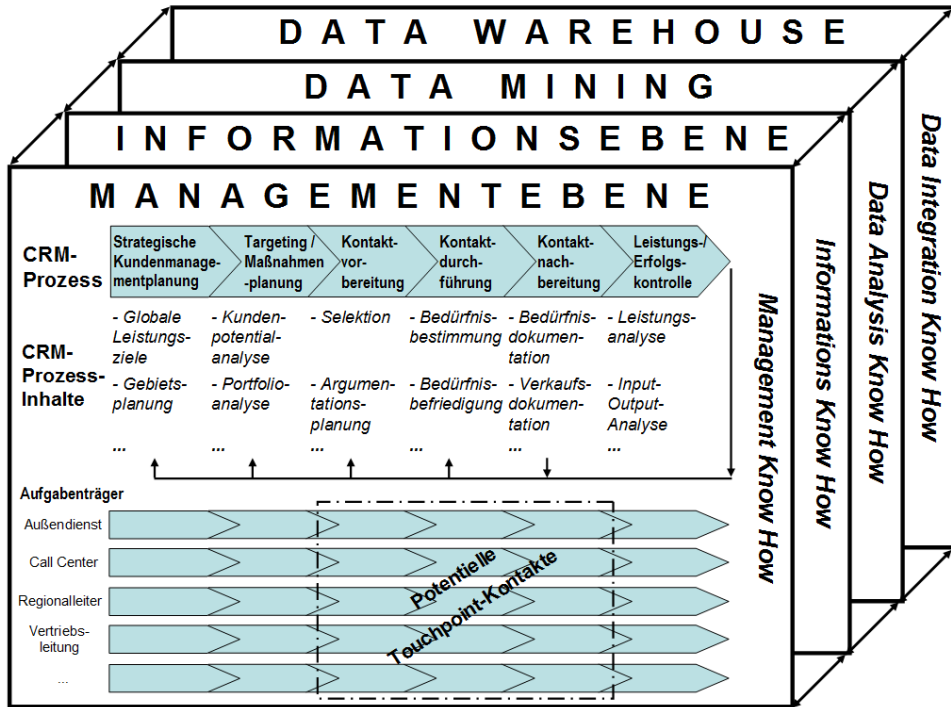 DATA WAREHOUSE
DATA MINING
INFORMATIONSEBENE
MANAGEMENTEBENE
CRM-
Prozess
Strategische
Kundenmanage-
mentplanung
Targeting /
Maßnahmen
-planung
Kontakt-
vor-
bereitung
Kontakt-
durch-
führung
Kontakt-
nach-
bereitung
Leistungs-/
Erfolgs-
kontrolle
CRM-
Prozess-
Inhalte
- Globale
Leistungs-
ziele
- Gebiets-
planung
...
- Kunden-
potential-
analyse
- Portfolio-
analyse
...
- Selektion
- Argumen-
tations-
planung
...
- Bedürfnis-
bestimmung
- Bedürfnis-
befriedigung
...
- Bedürfnis-
dokumen-
tation
- Verkaufs-
dokumen-
tation
...
- Leistungs-
analyse
- Input-
Output-
Analyse
...
Aufgabenträger
Außendienst
Call Center
Regionalleiter
Vertriebs-
leitung
...
Potentielle
Touchpoint-Kontakte
Management Know How
Informations Know How
Data Analysis Know How
Data Integration Know How